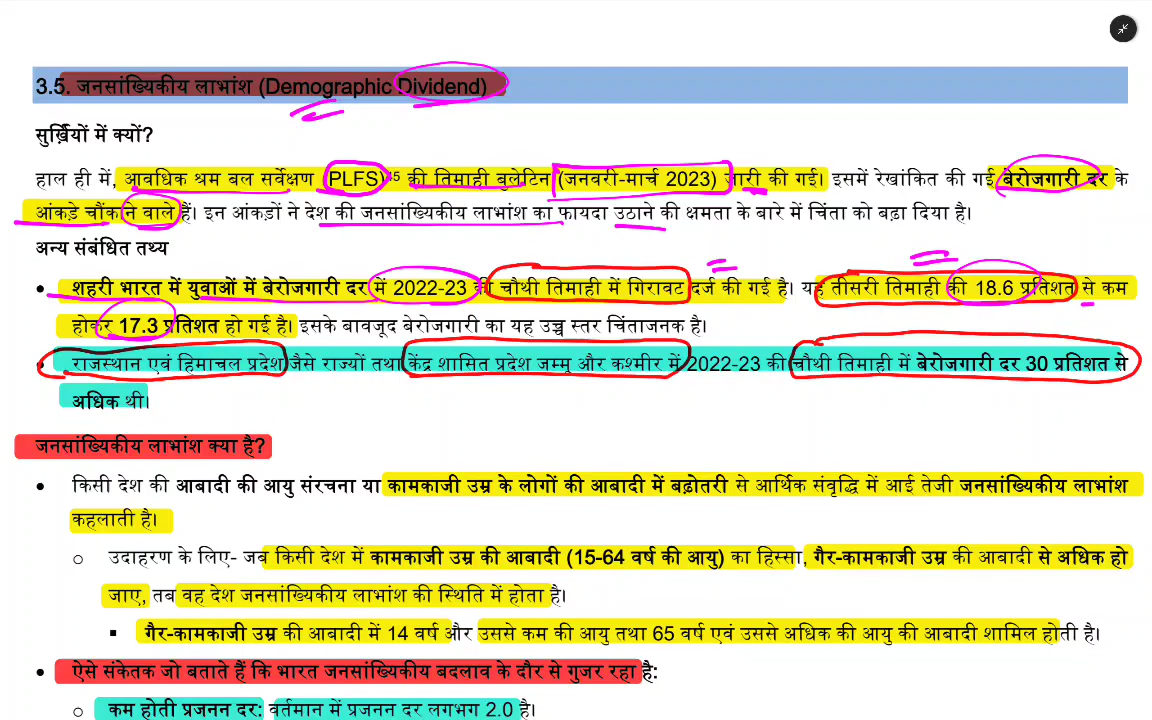 3.5. जनसांख्यिकीय लाभांश (Demographic Dividend)
सुर्ख़ियों में क्यों?
हाल ही में, आवधिक श्रम बल सर्वेक्षण (PLFS)45 की तिमाही बुलेटिन (जनवरी-मार्च 2023) जारी की गई। इसमें रेखांकित की गई बेरोजगारी दर के
आंकड़े चौंकाने वाले हैं। इन आंकड़ों ने देश की जनसांख्यिकीय लाभांश का फायदा उठाने की क्षमता के बारे में चिंता को बढ़ा दिया है।
अन्य संबंधित तथ्य
• शहरी भारत में युवाओं में बेरोजगारी दर में 2022-23 की चौथी तिमाही में गिरावट दर्ज की गई है। यह तीसरी तिमाही की 18.6 प्रतिशत से कम
होकर 17.3 प्रतिशत हो गई है। इसके बावजूद बेरोजगारी का यह उच्च स्तर चिंताजनक है।
• राजस्थान एवं हिमाचल प्रदेश जैसे राज्यों तथा केंद्र शासित प्रदेश जम्मू और कश्मीर में 2022-23 की चौथी तिमाही में बेरोजगारी दर 30 प्रतिशत से
अधिक थी।
जनसांख्यिकीय लाभांश क्या है?
• किसी देश की आबादी की आयु संरचना या कामकाजी उम्र के लोगों की आबादी में बढ़ोतरी से आर्थिक संवृद्धि में आई तेजी जनसांख्यिकीय लाभांश
कहलाती है।
o उदाहरण के लिए- जब किसी देश में कामकाजी उम्र की आबादी (15-64 वर्ष की आयु) का हिस्सा, गैर-कामकाजी उम्र की आबादी से अधिक हो
जाए, तब वह देश जनसांख्यिकीय लाभांश की स्थिति में होता है।
▪ गैर-कामकाजी उम्र की आबादी में 14 वर्ष और उससे कम की आयु तथा 65 वर्ष एवं उससे अधिक की आयु की आबादी शामिल होती है।
• ऐसे संकेतक जो बताते हैं कि भारत जनसांख्यिकीय बदलाव के दौर से गुजर रहा है:
o कम होती प्रजनन दर: वर्तमान में प्रजनन दर लगभग 2.0 है।